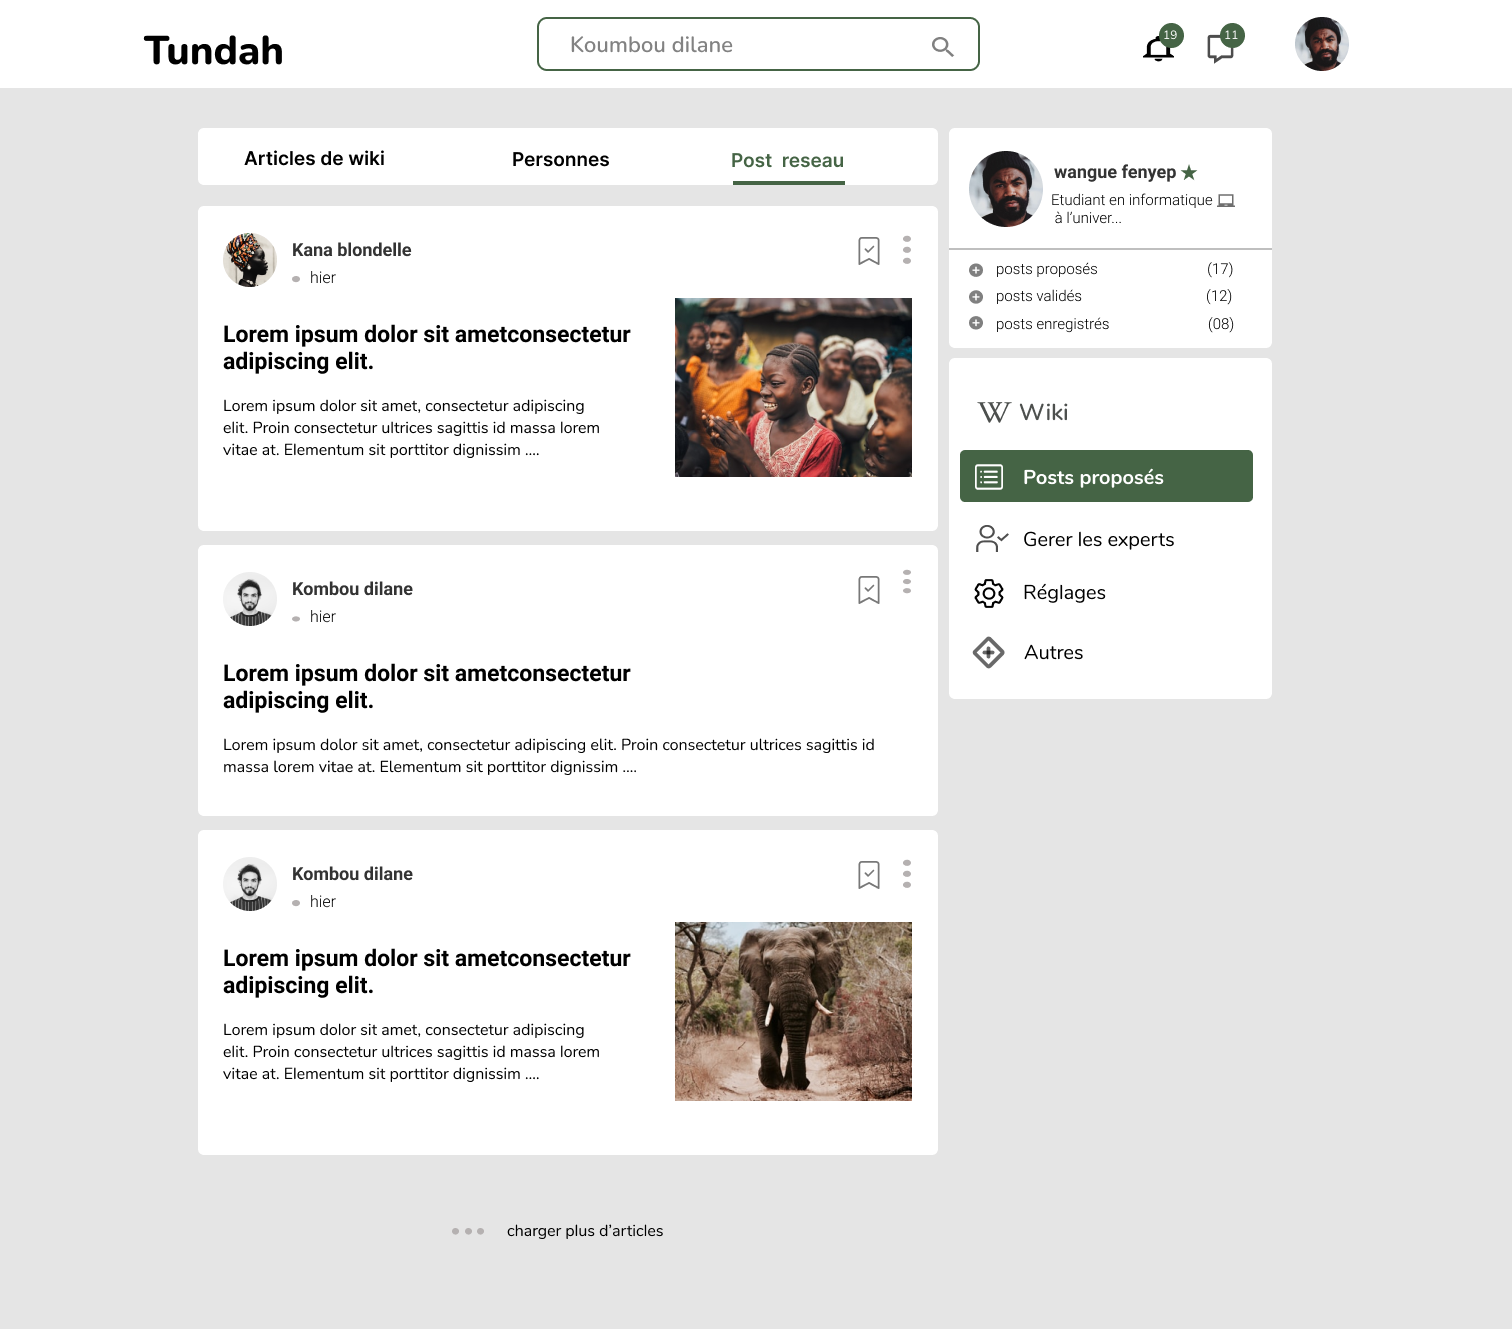 Tundah
Koumbou dilane
19
11
Articles de wiki
Personnes
Post reseau
Kana blondelle
hier
Lorem ipsum dolor sit ametconsectetur
adipiscing elit.
Lorem ipsum dolor sit amet, consectetur adipiscing
elit. Proin consectetur ultrices sagittis id massa lorem
vitae at. Elementum sit porttitor dignissim ....
Kombou dilane
hier
Lorem ipsum dolor sit ametconsectetur
adipiscing elit.
Lorem ipsum dolor sit amet, consectetur adipiscing elit. Proin consectetur ultrices sagittis id
massa lorem vitae at. Elementum sit porttitor dignissim ....
Kombou dilane
hier
Lorem ipsum dolor sit ametconsectetur
adipiscing elit.
Lorem ipsum dolor sit amet, consectetur adipiscing
elit. Proin consectetur ultrices sagittis id massa lorem
vitae at. Elementum sit porttitor dignissim ....
charger plus d’articles
wangue fenyep
Etudiant en informatique
à l’univer...
posts proposés (17)
posts validés (12)
posts enregistrés (08)
W Wiki
Posts proposés
Gerer les experts
Réglages
Autres